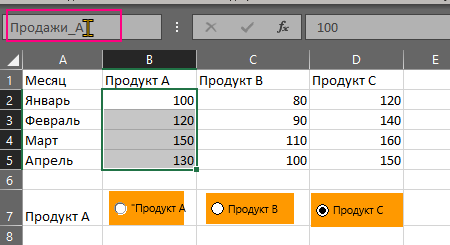 Продажи_А fx 100
A B C D E
1 Месяц Продукт А Продукт В Продукт С
2 Январь 100 80 120
3 Февраль 120 90 140
4 Март 150 110 160
5 Апрель 130 100 150
6
7 Продукт А "Продукт А Продукт В Продукт С
8